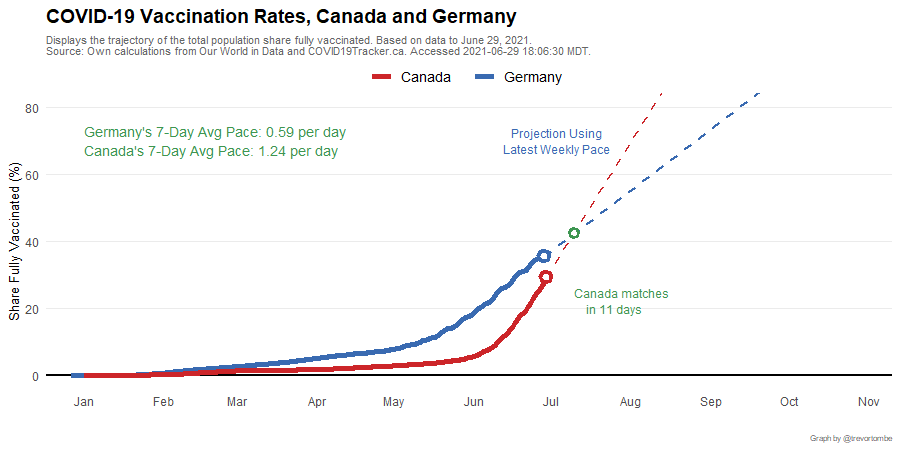 COVID-19 Vaccination Rates, Canada and Germany
Displays the trajectory of the total population share fully vaccinated. Based on data to June 29, 2021.
Source: Own calculations from Our World in Data and COVID19Tracker.ca. Accessed 2021-06-29 18:06:30 MDT.
Canada Germany
80
Germany's 7-Day Avg Pace: 0.59 per day
Canada's 7-Day Avg Pace: 1.24 per day
Projection Using
Latest Weekly Pace
60
Share Fully Vaccinated (%)
40
Canada matches
in 11 days
20
0
Jan Feb Mar Apr May Jun Jul Aug Sep Oct Nov
Graph by @trevortombe